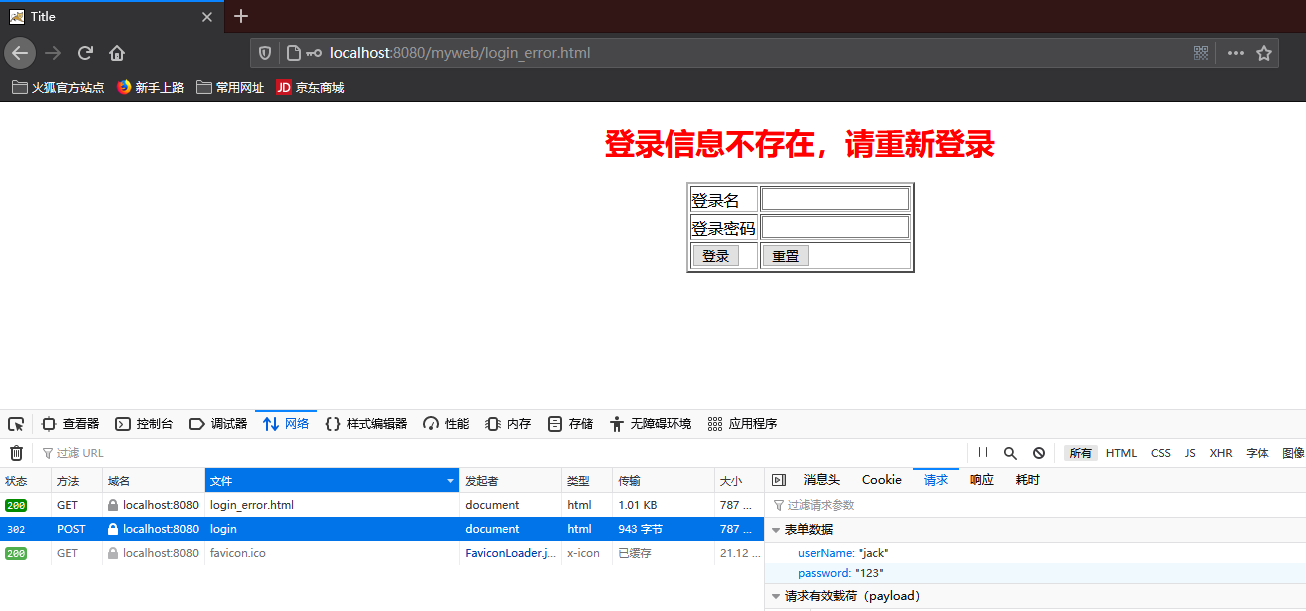 Title
localhost:8080/myweb/login_error.html
火狐官方站点 新手上路 常用网址 JD 京东商城
登录信息不存在，请重新登录
登录名
登录密码
登录 重置
查看器 控制台 调试器 网络 样式编辑器 性能 内存 存储 无障碍环境 应用程序
过滤 URL 所有 HTML CSS JS XHR 字体 图像
状态 方法 域名 文件 发起者 类型 传输 大小 消息头 Cookie 请求 响应 耗时
200 GET localhost:8080 login_error.html document html 1.01 KB 787 ... 过滤请求参数
302 POST localhost:8080 login document html 943 字节 787 ... 表单数据
200 GET localhost:8080 favicon.ico FaviconLoader.j... x-icon 已缓存 21.12 ... userName: "jack"
password: "123"
请求有效载荷（payload）